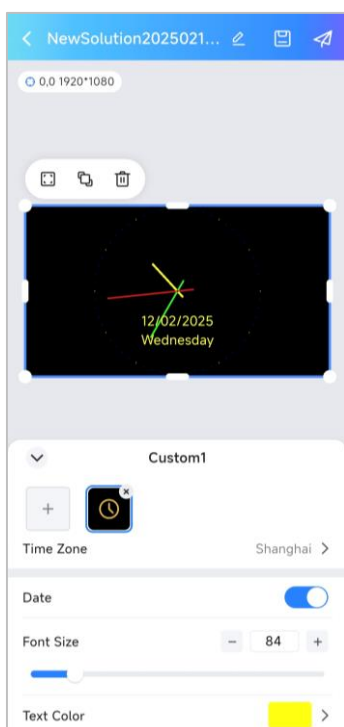 NewSolution2025021...
0,0 1920*1080
12/02/2025
Wednesday
Custom1
Time Zone Shanghai
Date
Font Size - 84 +
Text Color